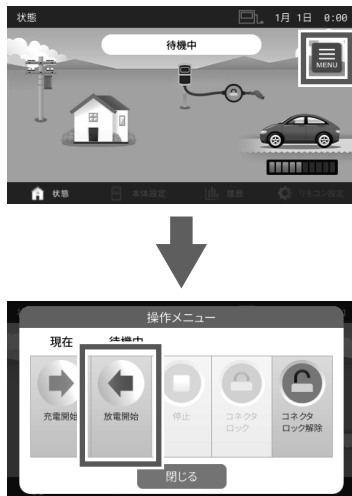 状態 1月 1日 0:00
待機中
MENU
状態 本体設定 履歴 リモコン設定
操作メニュー
現在 待機中
充電開始 放電開始 停止 コネクタ コネクタ
ロック ロック解除
閉じる